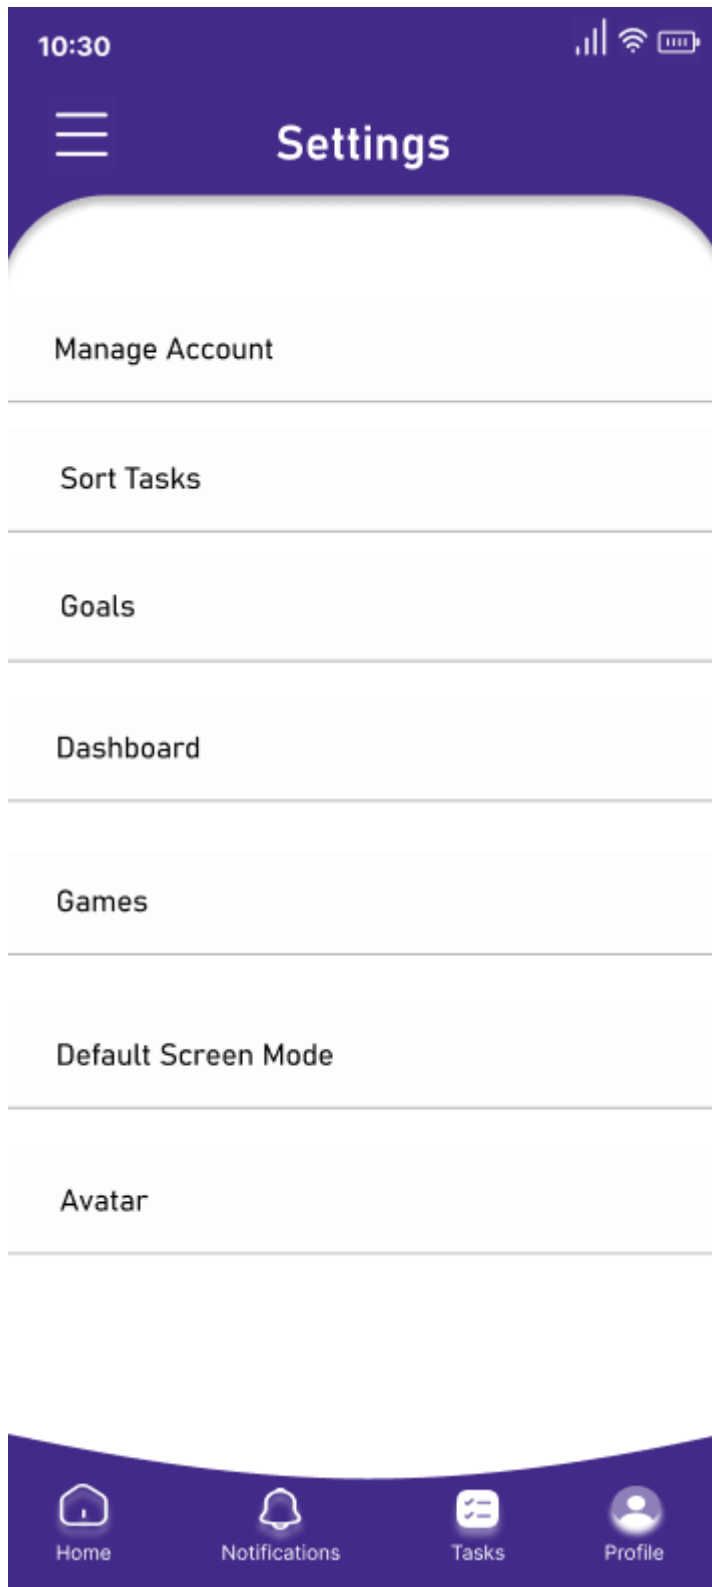 10:30
Settings
Manage Account
Sort Tasks
Goals
Dashboard
Games
Default Screen Mode
Avatar
Home Notifications Tasks Profile